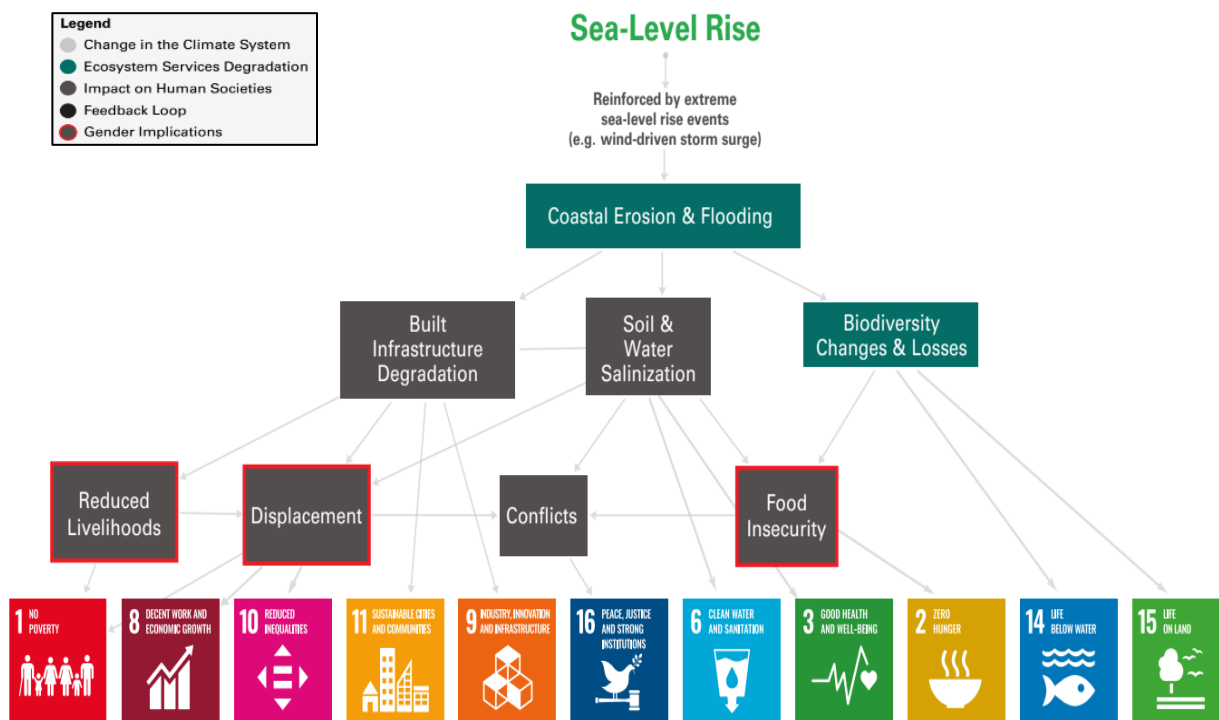 Legend
Change in the Climate System
Ecosystem Services Degradation
Impact on Human Societies
Feedback Loop
Gender Implications
Sea-Level Rise
Reinforced by extreme
sea-level rise events
(e.g. wind-driven storm surge)
Coastal Erosion & Flooding
Built
Infrastructure
Degradation
Soil &
Water
Salinization
Biodiversity
Changes & Losses
Reduced
Livelihoods
Displacement
Conflicts
Food
Insecurity
1 NO
POVERTY
8 DECENT WORK AND
ECONOMIC GROWTH
10 REDUCED
INEQUALITIES
11 SUSTAINABLE CITIES
AND COMMUNITIES
9 INDUSTRY, INNOVATION
AND INFRASTRUCTURE
16 PEACE, JUSTICE
AND STRONG
INSTITUTIONS
6 CLEAN WATER
AND SANITATION
3 GOOD HEALTH
AND WELL-BEING
2 ZERO
HUNGER
14 LIFE
BELOW WATER
15 LIFE
ON LAND